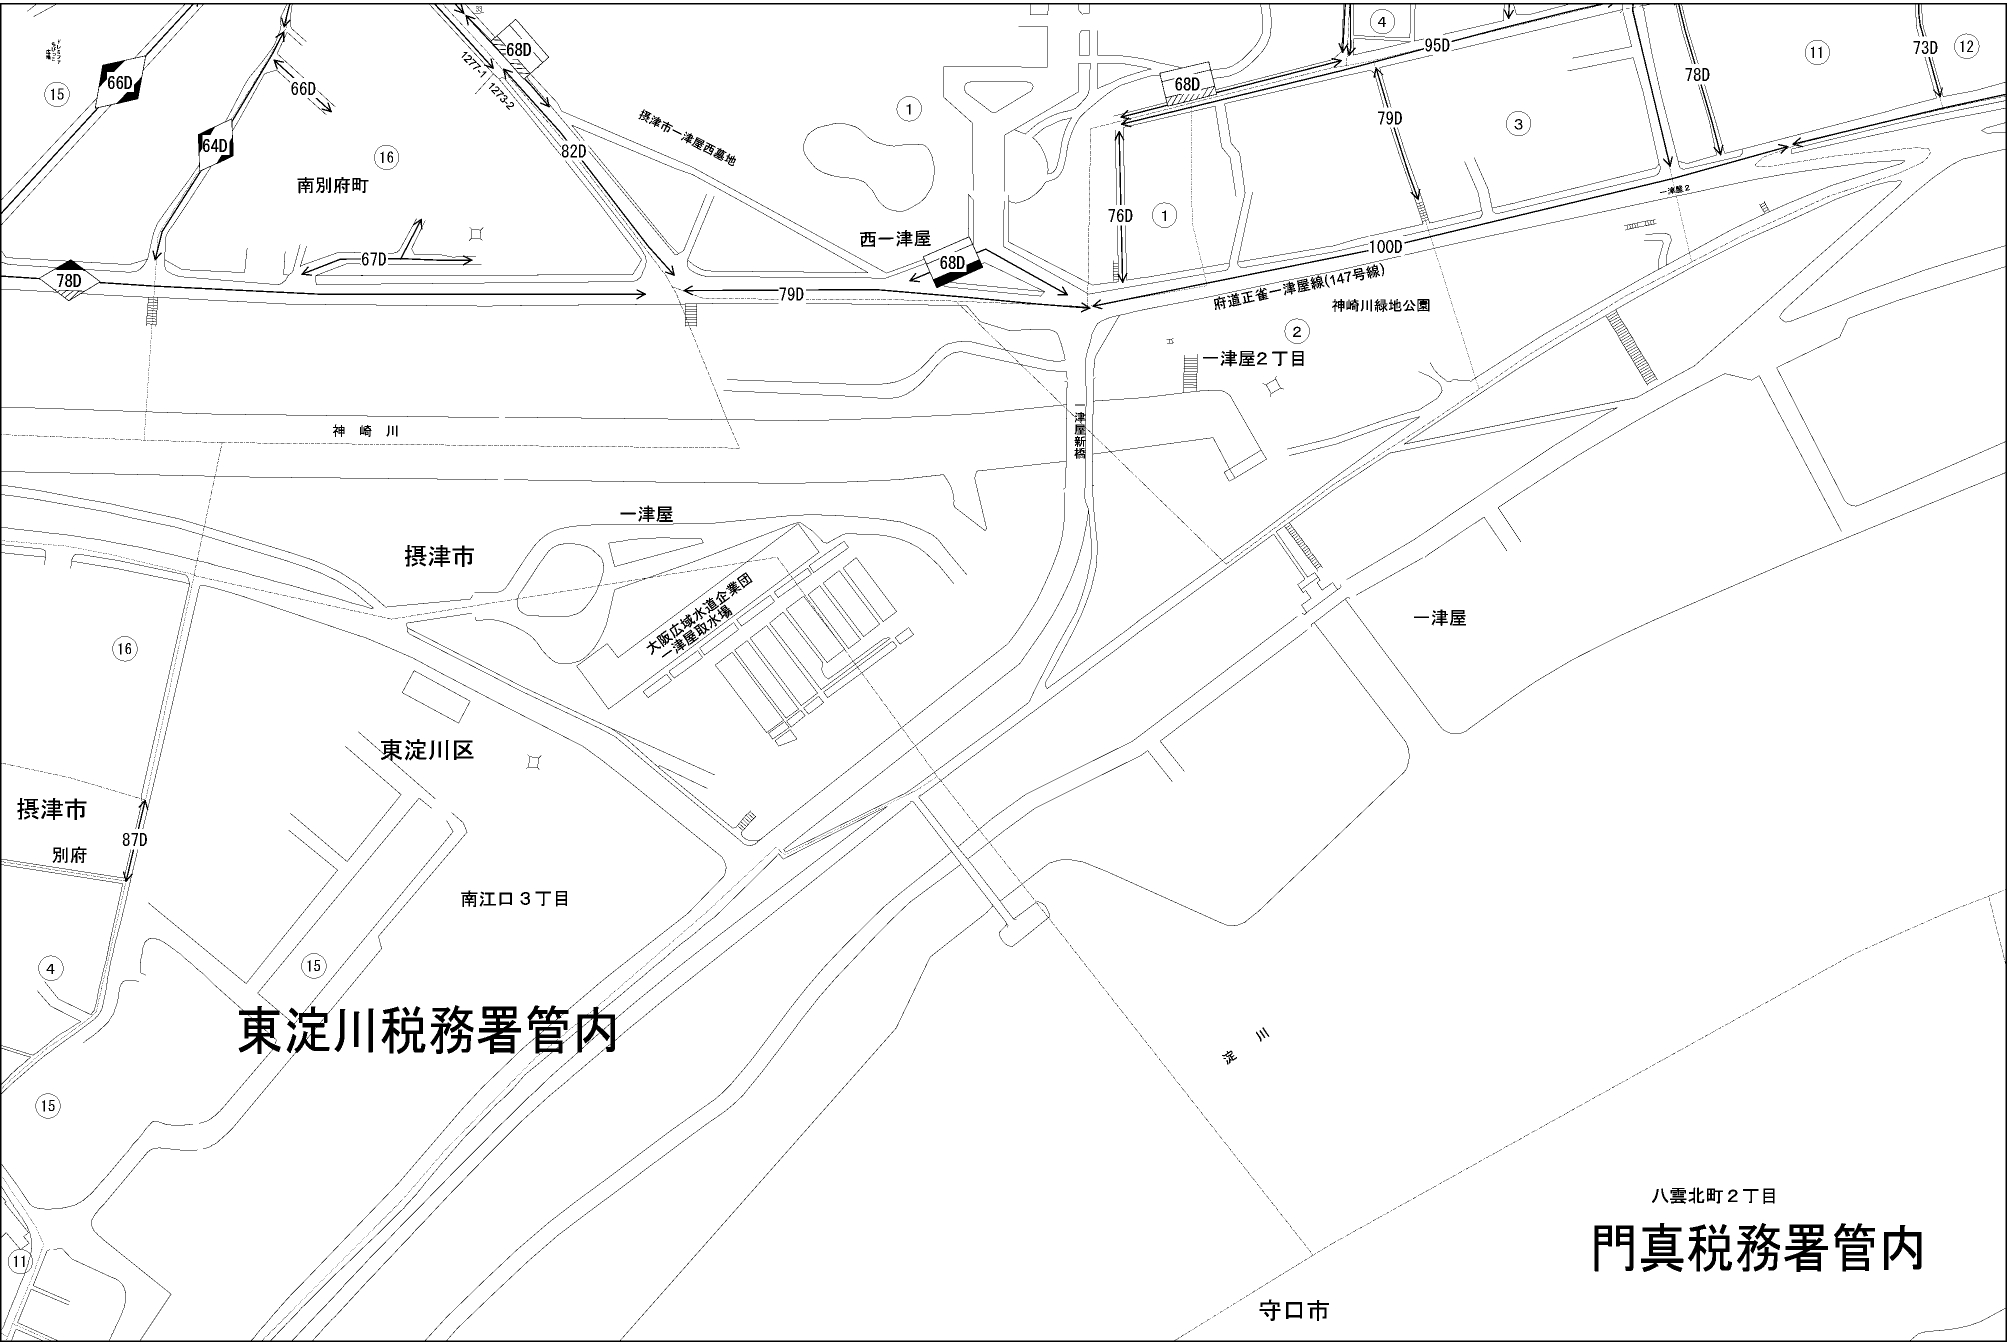 33
4
95D
68D
1277-1
1273-2
66D
66D
15
11
73D
12
78D
68D
1
3
79D
摂津市一津屋西墓地
64D
82D
16
南別府町
一津屋2
76D
1
西一津屋
100D
67D
68D
78D
79D
府道正雀一津屋線(147号線)
神崎川緑地公園
2
一津屋2丁目
神崎川
一津屋新橋
一津屋
摂津市
大阪広域水道企業団
一津屋取水場
一津屋
16
東淀川区
摂津市
87D
別府
南江口3丁目
4
15
東淀川税務署管内
淀川
15
八雲北町2丁目
門真税務署管内
11
守口市